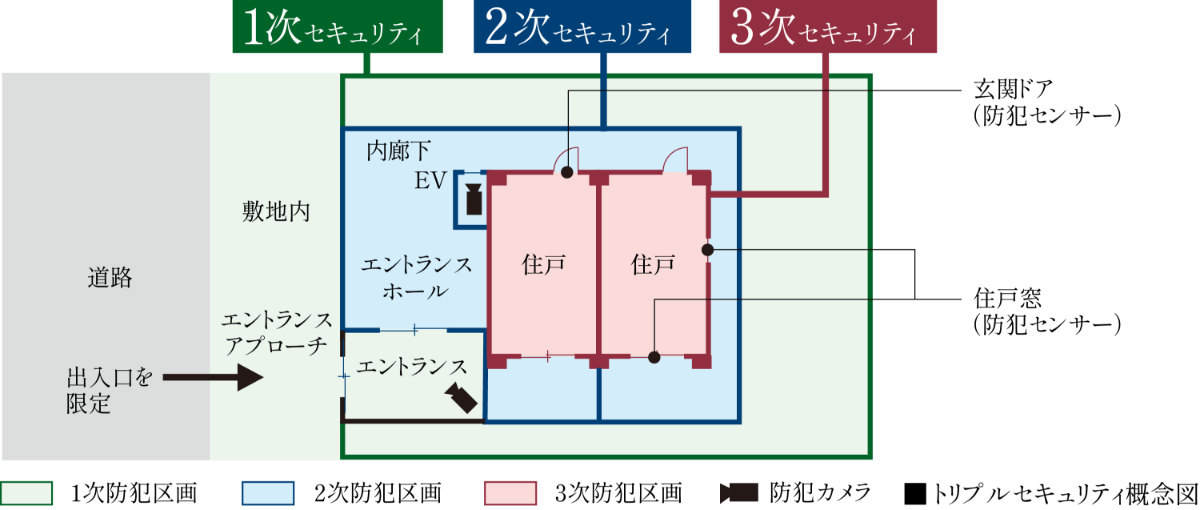 1次セキュリティ
2次セキュリティ
3次セキュリティ
玄関ドア
(防犯センサー)
内廊下
EV
敷地内
住戸
住戸
エントランス
ホール
道路
住戸窓
(防犯センサー)
エントランス
アプローチ
エントランス
出入口を
限定
1次防犯区画
2次防犯区画
3次防犯区画
防犯カメラ
■トリプルセキュリティ概念図